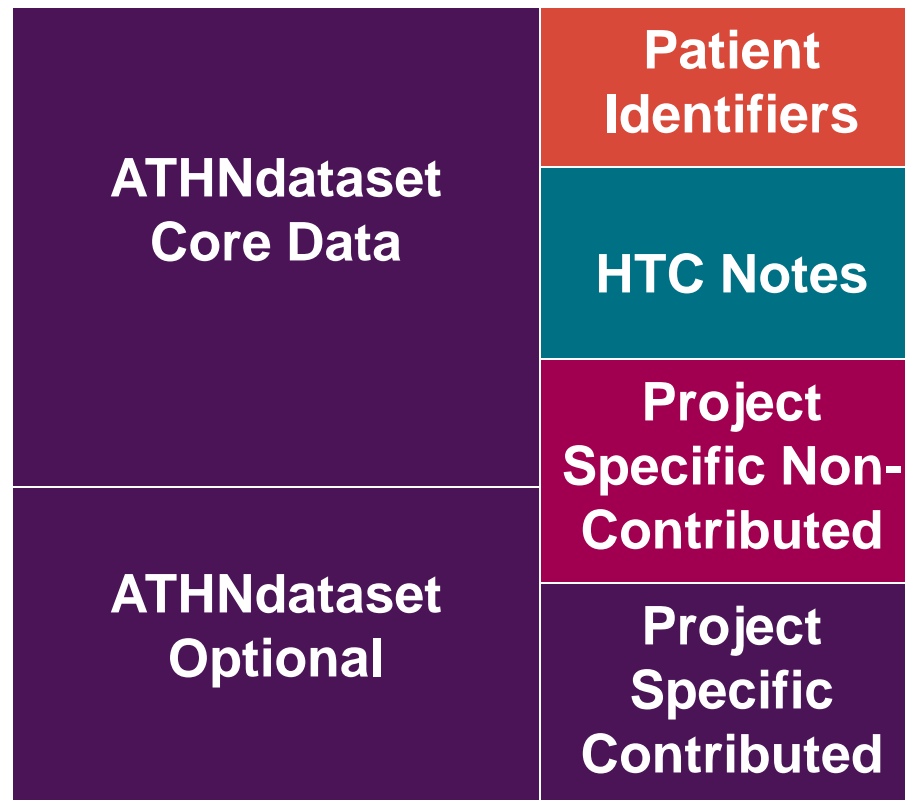 ATHNdataset
Core Data
ATHNdataset
Optional
Patient
Identifiers
HTC Notes
Project
Specific Non-
Contributed
Project
Specific
Contributed